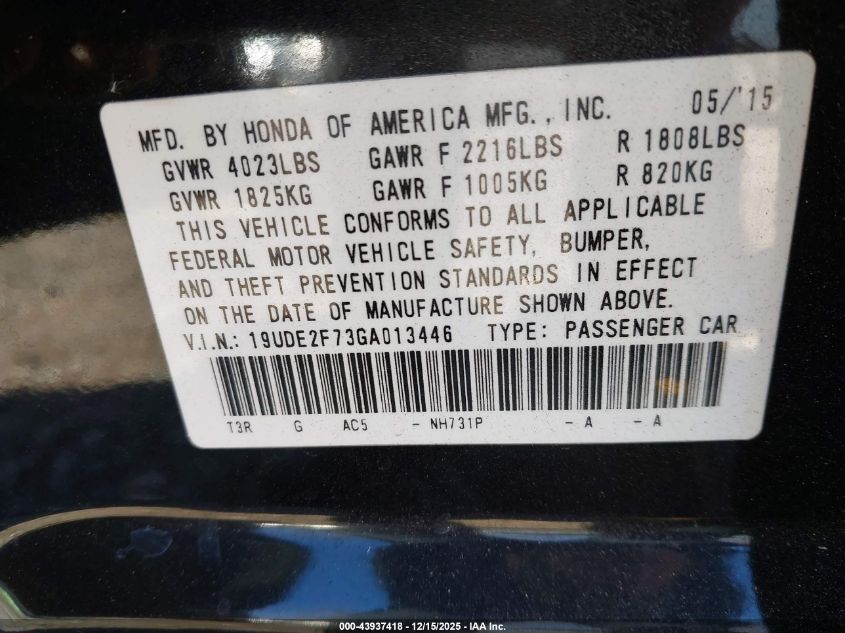 MFD. BY HONDA OF AMERICA MFG., INC. 05/'15
GVWR 4023LBS GAWR F 2216LBS R 1808LBS
GVWR 1825KG GAWR F 1005KG R 820KG
THIS VEHICLE CONFORMS TO ALL APPLICABLE
FEDERAL MOTOR VEHICLE SAFETY, BUMPER,
AND THEFT PREVENTION STANDARDS IN EFFECT
ON THE DATE OF MANUFACTURE SHOWN ABOVE.
V.I.N.: 19UDE2F73GA013446 TYPE: PASSENGER CAR
T3R G AC5 - NH731P - A - A
000-43937418 - 12/15/2025 - IAA Inc.